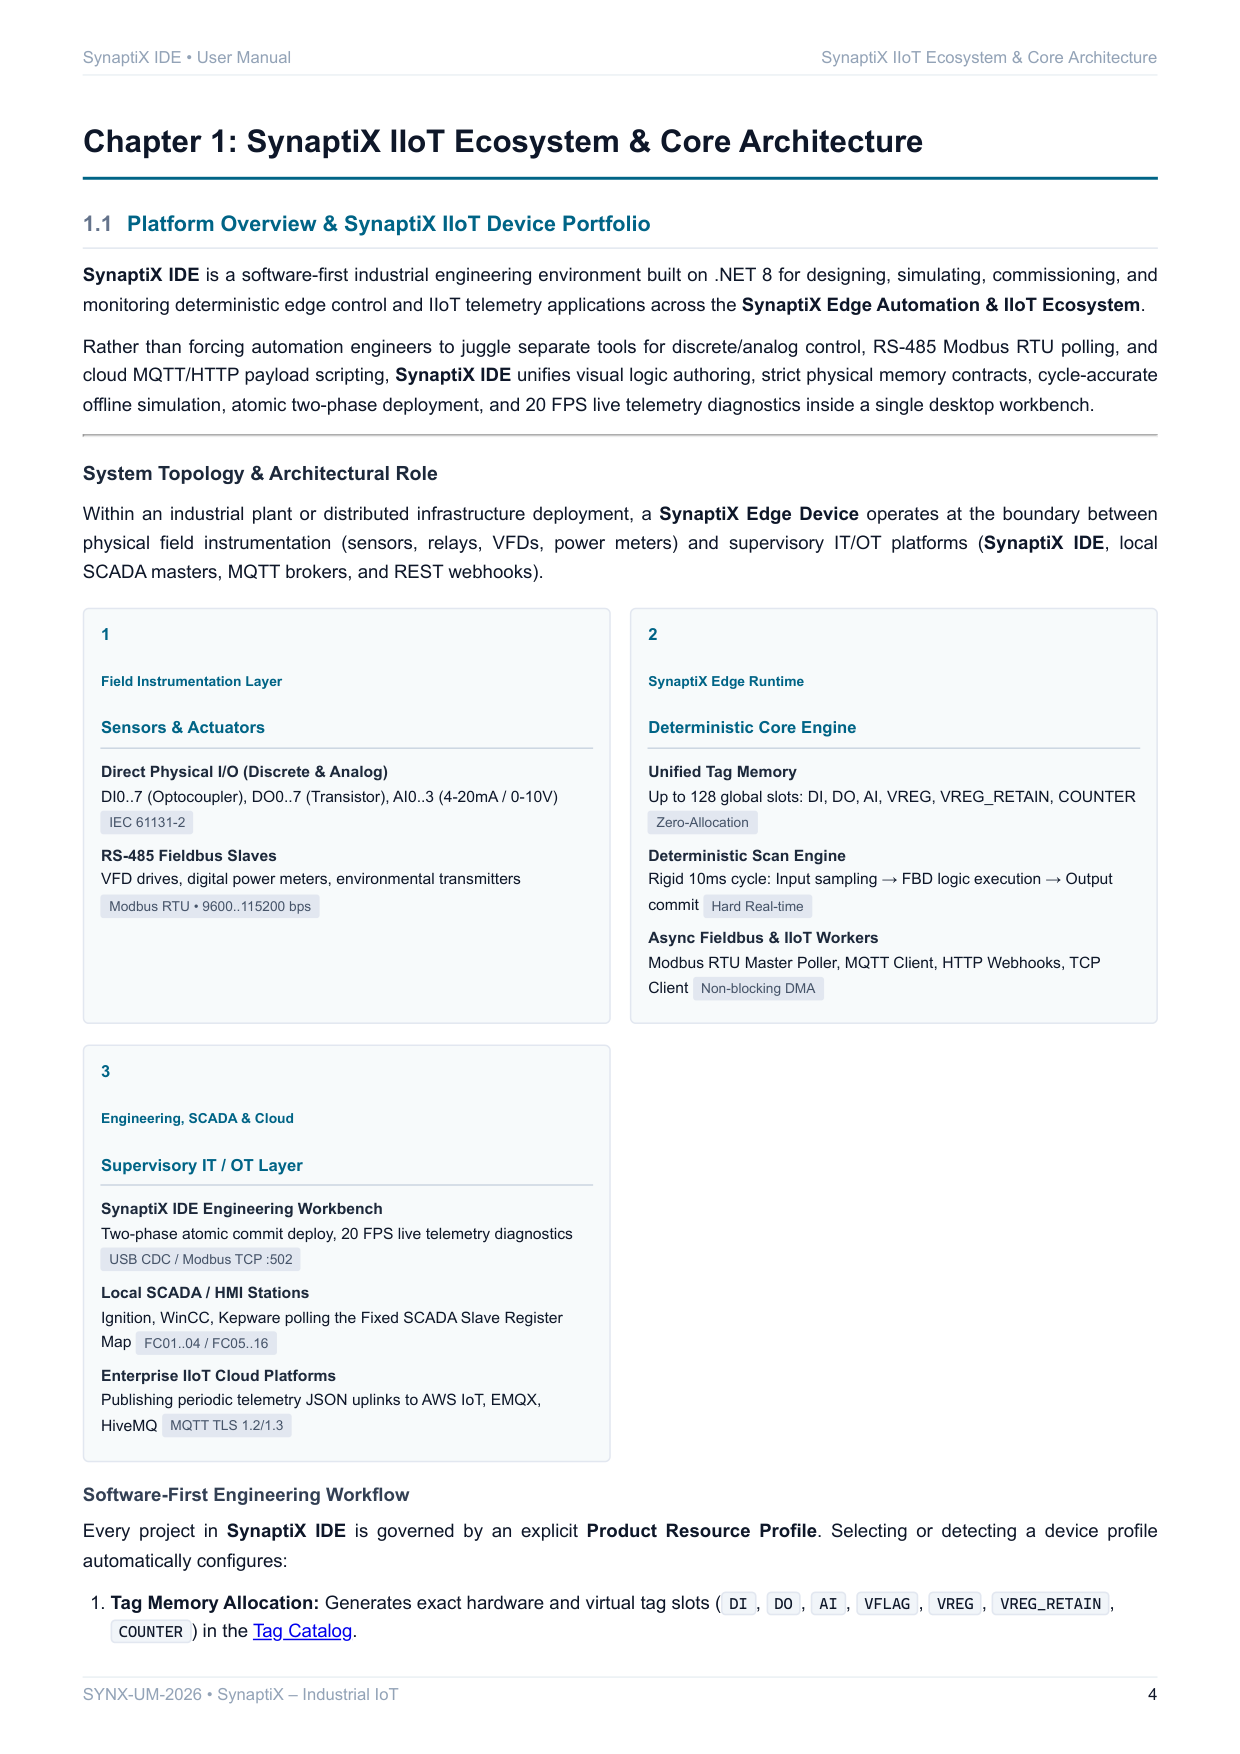 SynaptiX IDE • User Manual
SynaptiX IIoT Ecosystem & Core Architecture
Chapter 1: SynaptiX IIoT Ecosystem & Core Architecture
1.1 Platform Overview & SynaptiX IIoT Device Portfolio
SynaptiX IDE is a software-first industrial engineering environment built on .NET 8 for designing, simulating, commissioning, and
monitoring deterministic edge control and IIoT telemetry applications across the SynaptiX Edge Automation & IIoT Ecosystem.
Rather than forcing automation engineers to juggle separate tools for discrete/analog control, RS-485 Modbus RTU polling, and
cloud MQTT/HTTP payload scripting, SynaptiX IDE unifies visual logic authoring, strict physical memory contracts, cycle-accurate
offline simulation, atomic two-phase deployment, and 20 FPS live telemetry diagnostics inside a single desktop workbench.
System Topology & Architectural Role
Within an industrial plant or distributed infrastructure deployment, a SynaptiX Edge Device operates at the boundary between
physical field instrumentation (sensors, relays, VFDs, power meters) and supervisory IT/OT platforms (SynaptiX IDE, local
SCADA masters, MQTT brokers, and REST webhooks).
1
Field Instrumentation Layer
Sensors & Actuators
Direct Physical I/O (Discrete & Analog)
DI0..7 (Optocoupler), DO0..7 (Transistor), AI0..3 (4-20mA / 0-10V)
IEC 61131-2
RS-485 Fieldbus Slaves
VFD drives, digital power meters, environmental transmitters
Modbus RTU • 9600..115200 bps
2
SynaptiX Edge Runtime
Deterministic Core Engine
Unified Tag Memory
Up to 128 global slots: DI, DO, AI, VREG, VREG_RETAIN, COUNTER
Zero-Allocation
Deterministic Scan Engine
Rigid 10ms cycle: Input sampling → FBD logic execution → Output
commit Hard Real-time
Async Fieldbus & IIoT Workers
Modbus RTU Master Poller, MQTT Client, HTTP Webhooks, TCP
Client Non-blocking DMA
3
Engineering, SCADA & Cloud
Supervisory IT / OT Layer
SynaptiX IDE Engineering Workbench
Two-phase atomic commit deploy, 20 FPS live telemetry diagnostics
USB CDC / Modbus TCP :502
Local SCADA / HMI Stations
Ignition, WinCC, Kepware polling the Fixed SCADA Slave Register
Map FC01..04 / FC05..16
Enterprise IIoT Cloud Platforms
Publishing periodic telemetry JSON uplinks to AWS IoT, EMQX,
HiveMQ MQTT TLS 1.2/1.3
Software-First Engineering Workflow
Every project in SynaptiX IDE is governed by an explicit Product Resource Profile. Selecting or detecting a device profile
automatically configures:
1. Tag Memory Allocation: Generates exact hardware and virtual tag slots ( DI , DO , AI , VFLAG , VREG , VREG_RETAIN ,
COUNTER ) in the Tag Catalog.
SYNX-UM-2026 • SynaptiX – Industrial IoT
4